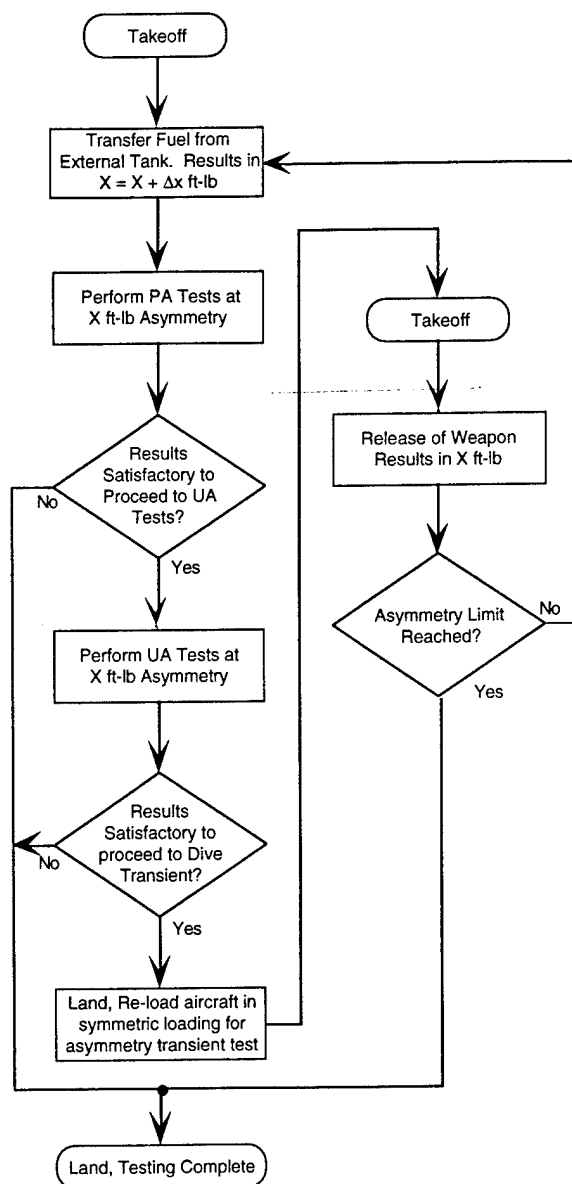 Takeoff
Transfer Fuel from
External Tank. Results in
X = X + Δx ft-lb
Perform PA Tests at
X ft-lb Asymmetry
Results
Satisfactory to
Proceed to UA
Tests?
No
Yes
Perform UA Tests at
X ft-lb Asymmetry
Results
Satisfactory to
proceed to Dive
Transient?
No
Yes
Land, Re-load aircraft in
symmetric loading for
asymmetry transient test
Takeoff
Release of Weapon
Results in X ft-lb
Asymmetry Limit
Reached?
No
Yes
Land, Testing Complete